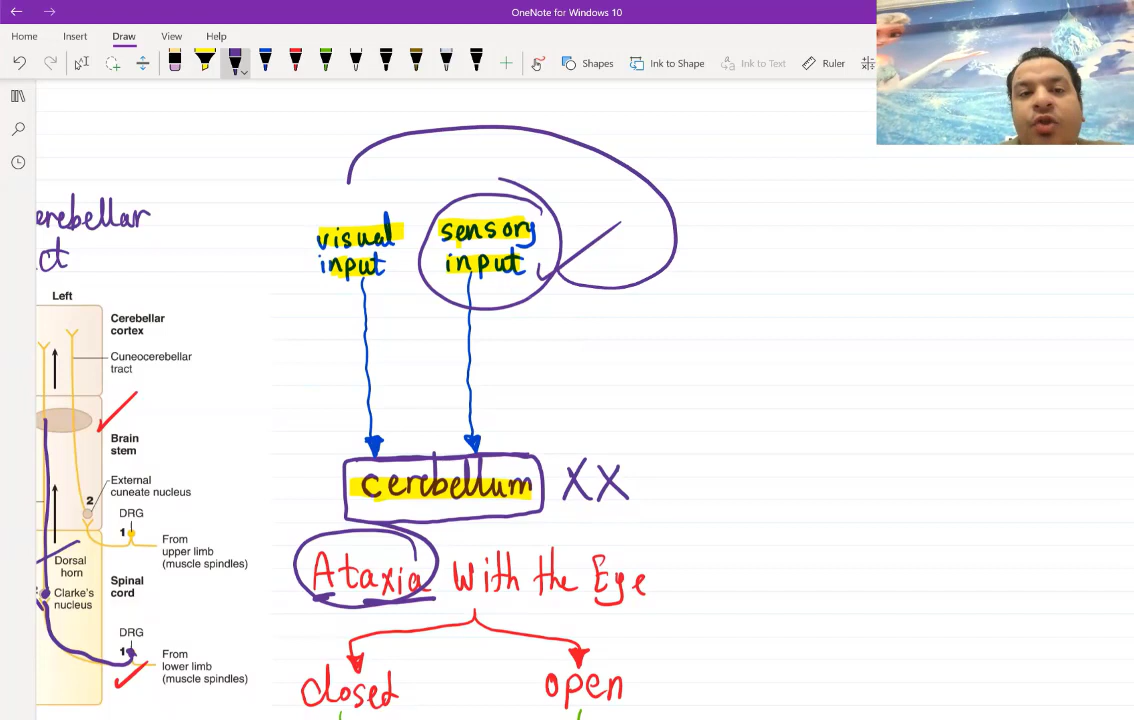 OneNote for Windows 10
Home Insert Draw View Help
Shapes Ink to Shape Ink to Text Ruler
erebellar
ct
visual
input
sensory
input
Left
Cerebellar
cortex
Cuneocerebellar
tract
Brain
stem
External
cuneate nucleus
2
DRG
1
From
upper limb
(muscle spindles)
Dorsal
horn
Spinal
cord
Clarke's
nucleus
DRG
1
From
lower limb
(muscle spindles)
cerebellum XX
Ataxia with the Eye
closed open